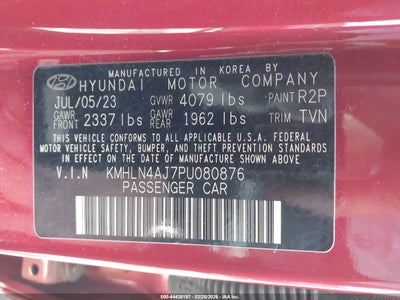 MANUFACTURED IN KOREA BY
HYUNDAI MOTOR COMPANY
JUL/05/23 GVWR 4079 lbs PAINT R2P
GAWR FRONT 2337 lbs GAWR REAR 1962 lbs TRIM TVN
THIS VEHICLE CONFORMS TO ALL APPLICABLE U.S.A. FEDERAL
MOTOR VEHICLE SAFETY, BUMPER, AND THEFT PREVENTION STANDARDS
IN EFFECT ON THE DATE OF MANUFACTURE SHOWN ABOVE.
V.I.N KMHLN4AJ7PU080876
PASSENGER CAR
000-44438187 - 02/20/2026 - IAA Inc.